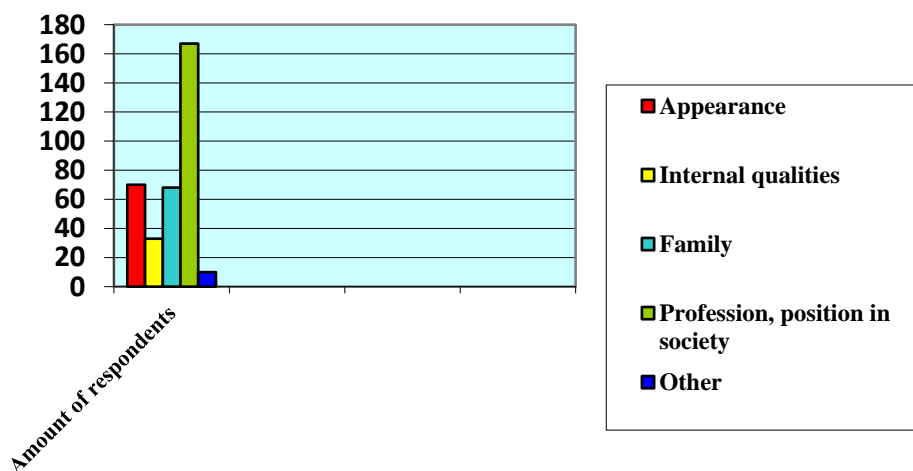 180
160
140
120
100
80
60
40
20
0
Amount of respondents
Appearance
Internal qualities
Family
Profession, position in
society
Other